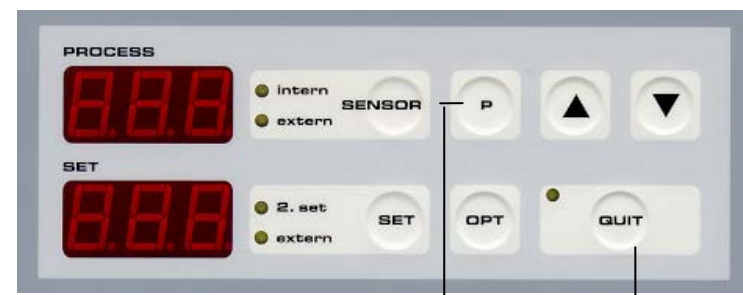 PROCESS
intern
extern
SENSOR
P
SET
2. set
extern
SET
OPT
QUIT